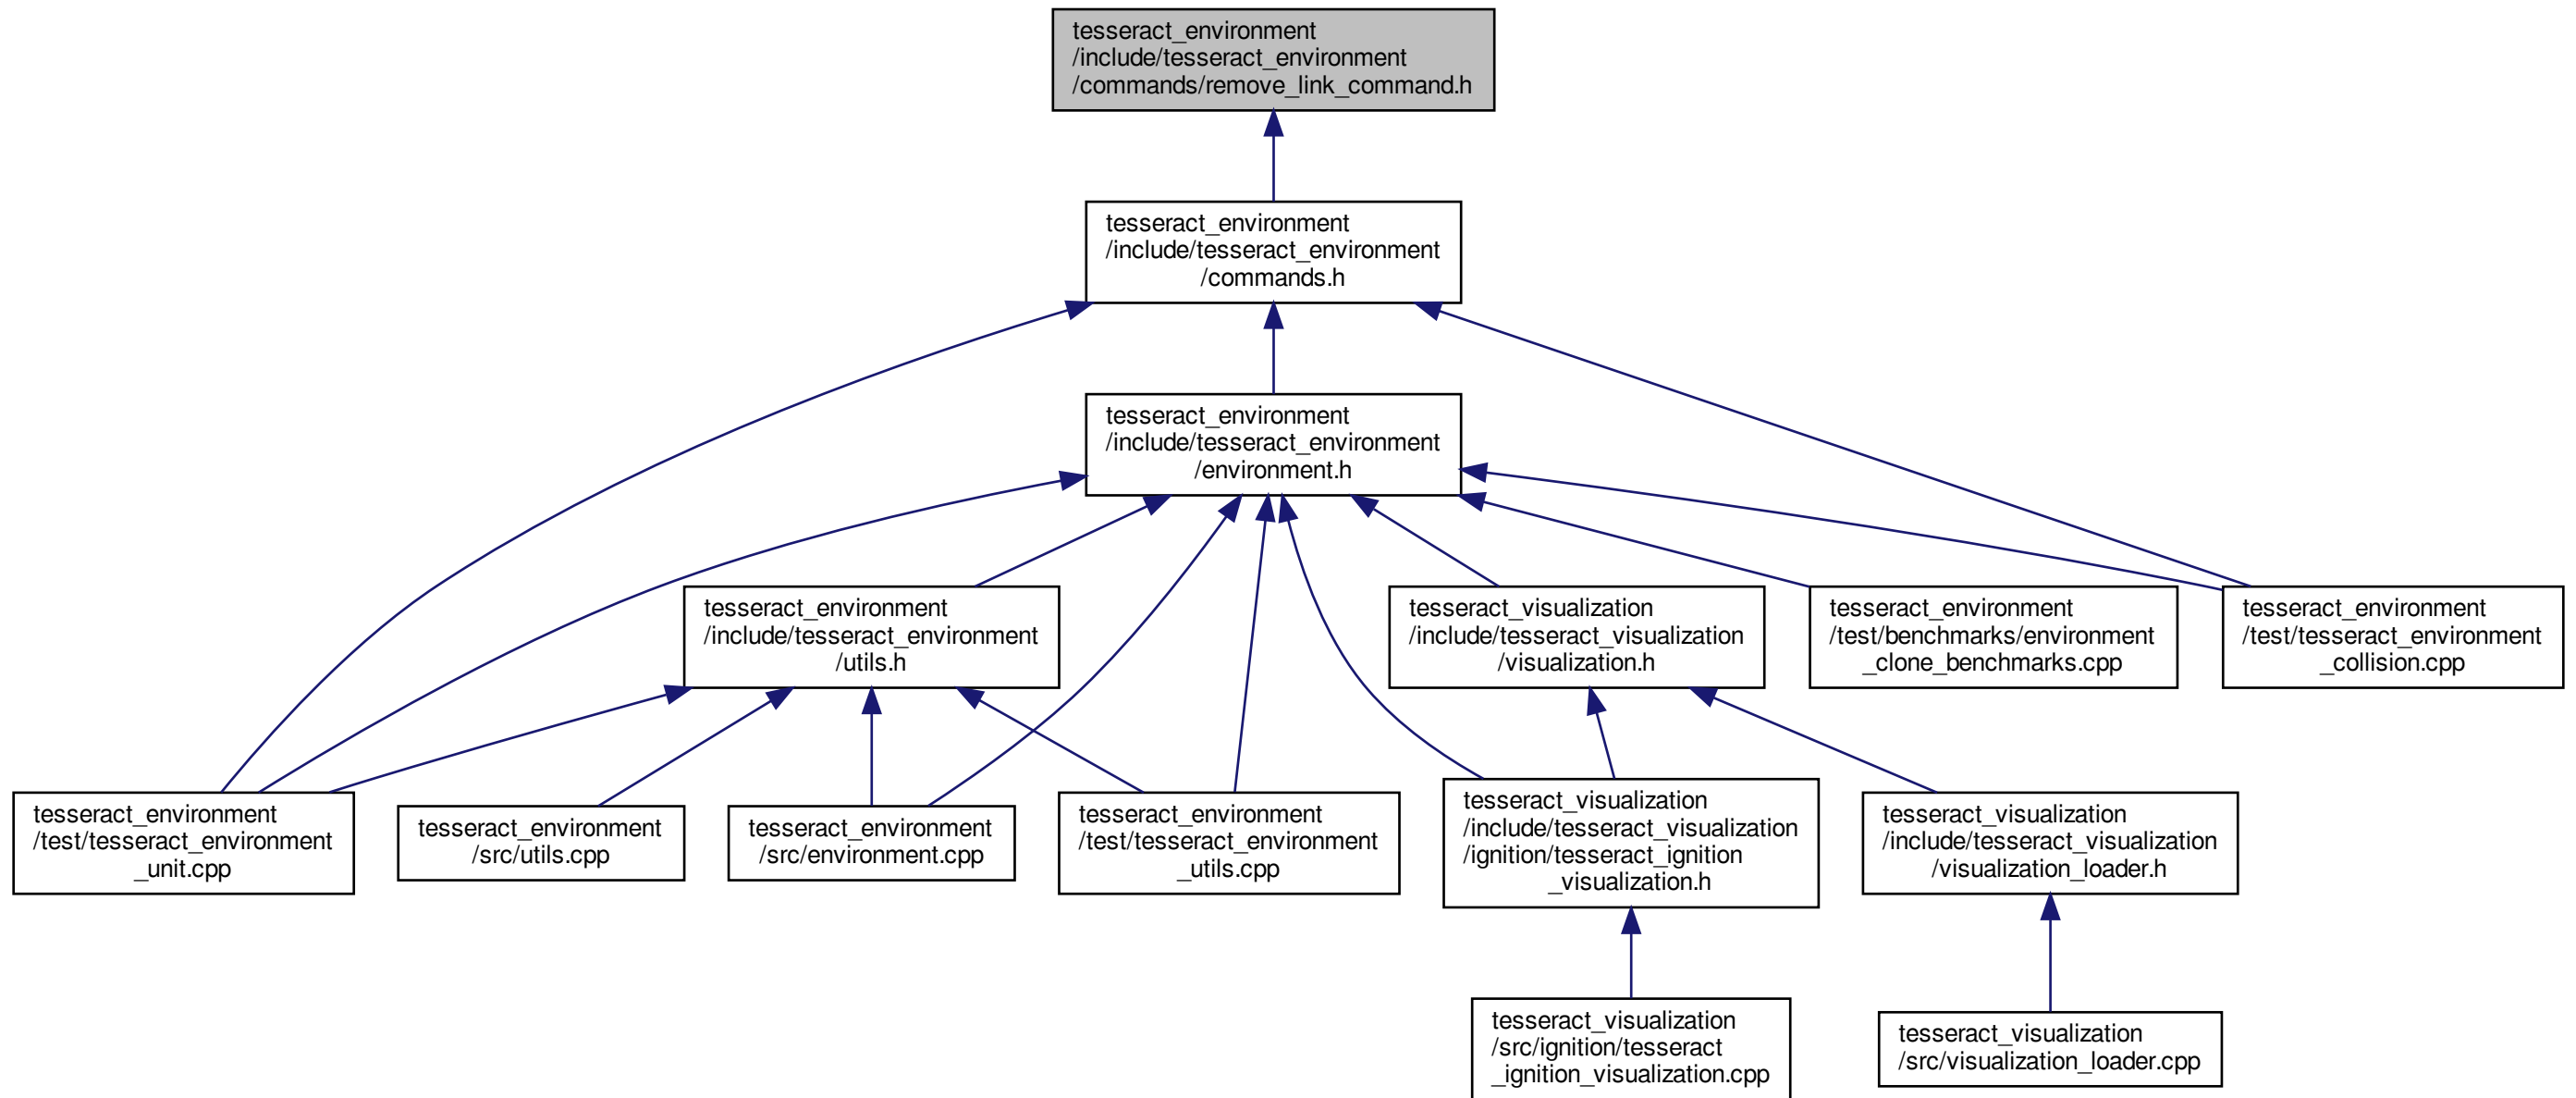 tesseract_environment
/include/tesseract_environment
/commands/remove_link_command.h
tesseract_environment
/include/tesseract_environment
/commands.h
tesseract_environment
/include/tesseract_environment
/environment.h
tesseract_environment
/include/tesseract_environment
/utils.h
tesseract_visualization
/include/tesseract_visualization
/visualization.h
tesseract_environment
/test/benchmarks/environment
_clone_benchmarks.cpp
tesseract_environment
/test/tesseract_environment
_collision.cpp
tesseract_environment
/test/tesseract_environment
_unit.cpp
tesseract_environment
/src/utils.cpp
tesseract_environment
/src/environment.cpp
tesseract_environment
/test/tesseract_environment
_utils.cpp
tesseract_visualization
/include/tesseract_visualization
/ignition/tesseract_ignition
_visualization.h
tesseract_visualization
/include/tesseract_visualization
/visualization_loader.h
tesseract_visualization
/src/ignition/tesseract
_ignition_visualization.cpp
tesseract_visualization
/src/visualization_loader.cpp